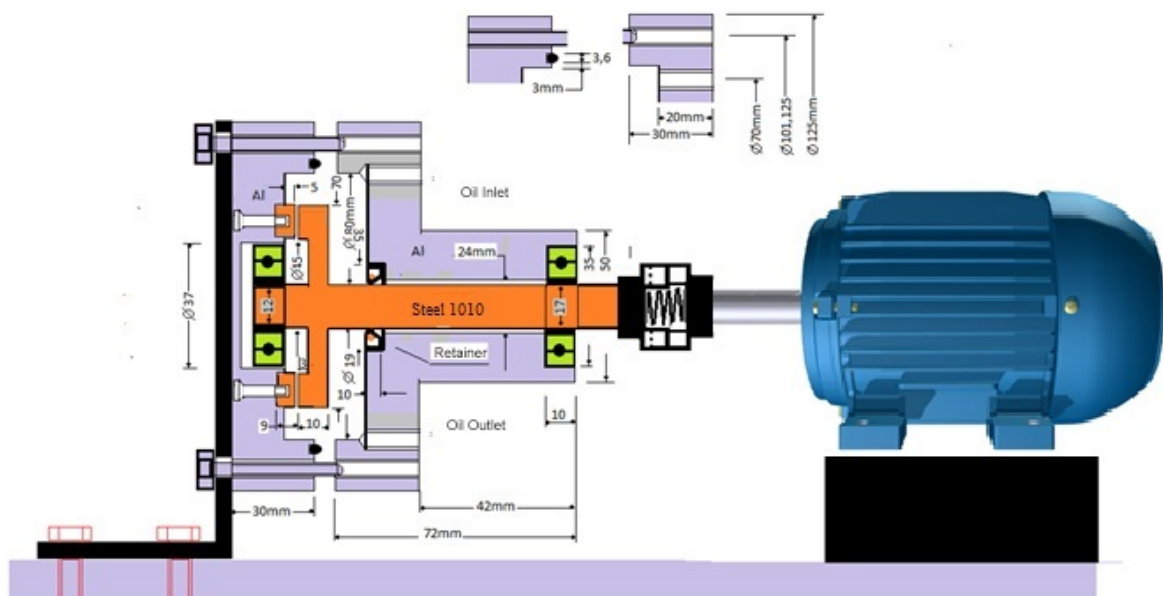 3,6
3mm
20mm
30mm
Ø70mm
Ø101,125
Ø125mm
Al
5
70
Ø80mm
35
Oil Inlet
Al
24mm
35
50
Ø37
Ø15
12
Steel 1010
17
Retainer
Ø19
10
9
10
Oil Outlet
10
30mm
42mm
72mm